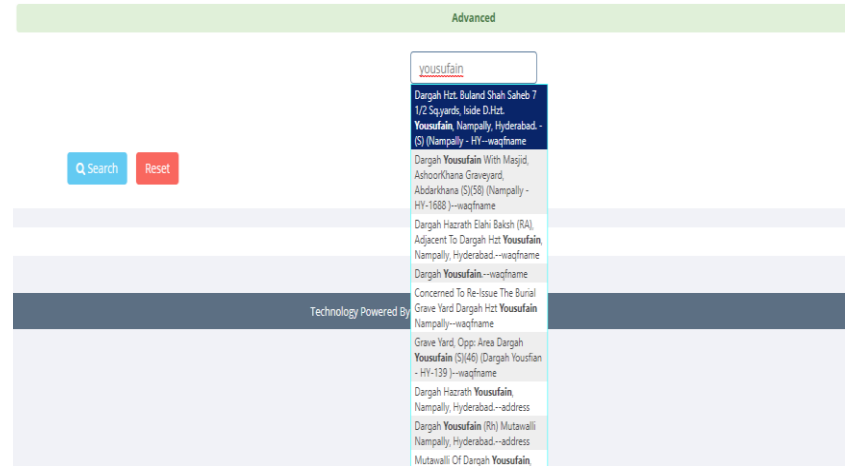 Advanced
yousufain
Dargah Hzt. Buland Shah Saheb 7
1/2 Sq,yards, Iside D.Hzt.
Yousufain, Nampally, Hyderabad. -
(S) (Nampally - HY--waqfname
Dargah Yousufain With Masjid,
AshoorKhana Graveyard,
Abdarkhana (S)(58) (Nampally -
HY-1688 )--waqfname
Search Reset
Dargah Hazrath Elahi Baksh (RA),
Adjacent To Dargah Hzt Yousufain,
Nampally, Hyderabad.--waqfname
Dargah Yousufain.--waqfname
Concerned To Re-Issue The Burial
Grave Yard Dargah Hzt Yousufain
Nampally--waqfname
Technology Powered By
Grave Yard, Opp: Area Dargah
Yousufain (S)(46) (Dargah Yousfian
- HY-139 )--waqfname
Dargah Hazrath Yousufain,
Nampally, Hyderabad.--address
Dargah Yousufain (Rh) Mutawalli
Nampally, Hyderabad.--address
Mutawalli Of Dargah Yousufain,